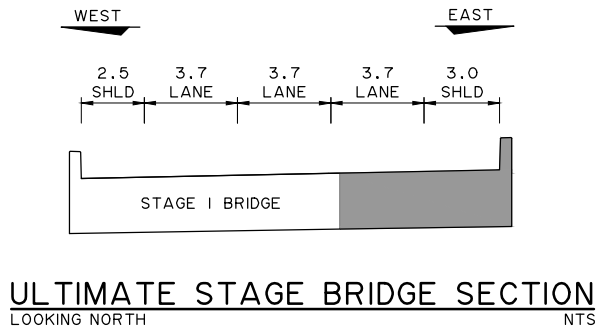 WEST EAST
2.5 3.7 3.7 3.7 3.0
SHLD LANE LANE LANE SHLD
STAGE I BRIDGE
ULTIMATE STAGE BRIDGE SECTION
LOOKING NORTH NTS